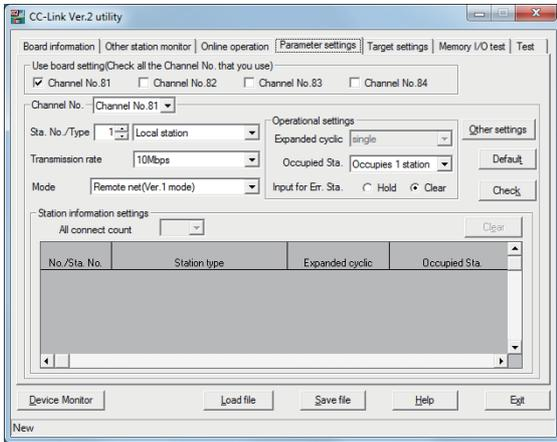 CC-Link Ver.2 utility
Board information Other station monitor Online operation Parameter settings Target settings Memory I/O test Test
Use board setting(Check all the Channel No. that you use)
Channel No.81 Channel No.82 Channel No.83 Channel No.84
Channel No. Channel No.81
Operational settings
Sta. No./Type 1 Local station
Expanded cyclic single
Other settings
Transmission rate 10Mbps
Occupied Sta. Occupies 1 station
Default
Mode Remote net(Ver.1 mode)
Input for Err. Sta. Hold Clear
Check
Station information settings
All connect count
Clear
No./Sta. No. Station type Expanded cyclic Occupied Sta.
Device Monitor Load file Save file Help Exit
New